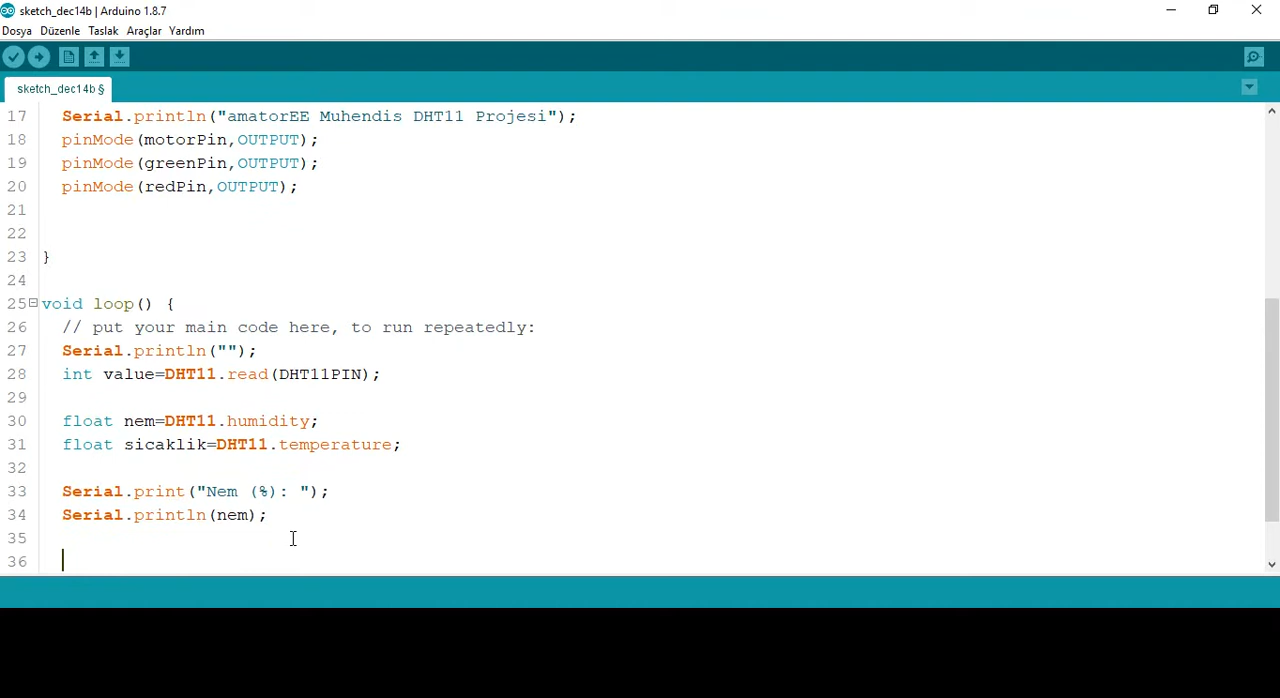 sketch_dec14b | Arduino 1.8.7
Dosya Düzenle Taslak Araçlar Yardım
sketch_dec14b §
17 Serial.println("amatorEE Muhendis DHT11 Projesi");
18 pinMode(motorPin,OUTPUT);
19 pinMode(greenPin,OUTPUT);
20 pinMode(redPin,OUTPUT);
21
22
23 }
24
25 void loop() {
26 // put your main code here, to run repeatedly:
27 Serial.println("");
28 int value=DHT11.read(DHT11PIN);
29
30 float nem=DHT11.humidity;
31 float sicaklik=DHT11.temperature;
32
33 Serial.print("Nem (%): ");
34 Serial.println(nem);
35
36